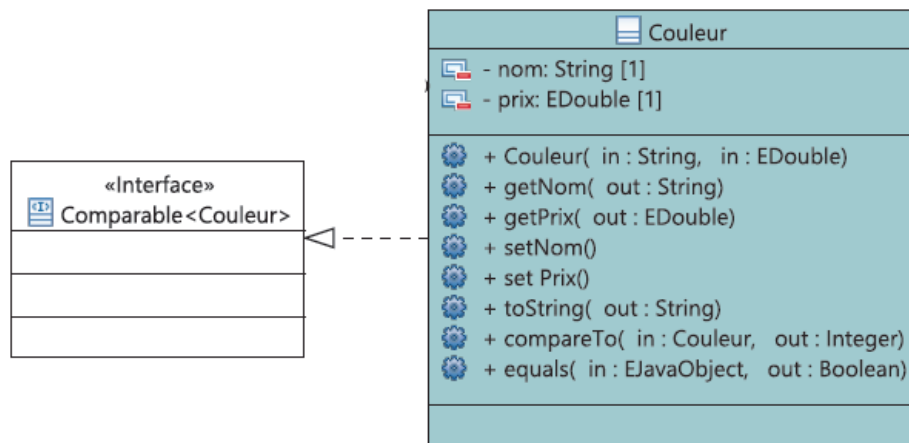 Couleur
- nom: String [1]
- prix: EDouble [1]
+ Couleur( in : String, in : EDouble)
+ getNom( out : String)
+ getPrix( out : EDouble)
+ setNom()
+ set Prix()
+ toString( out : String)
+ compareTo( in : Couleur, out : Integer)
+ equals( in : EJavaObject, out : Boolean)
«Interface»
Comparable<Couleur>